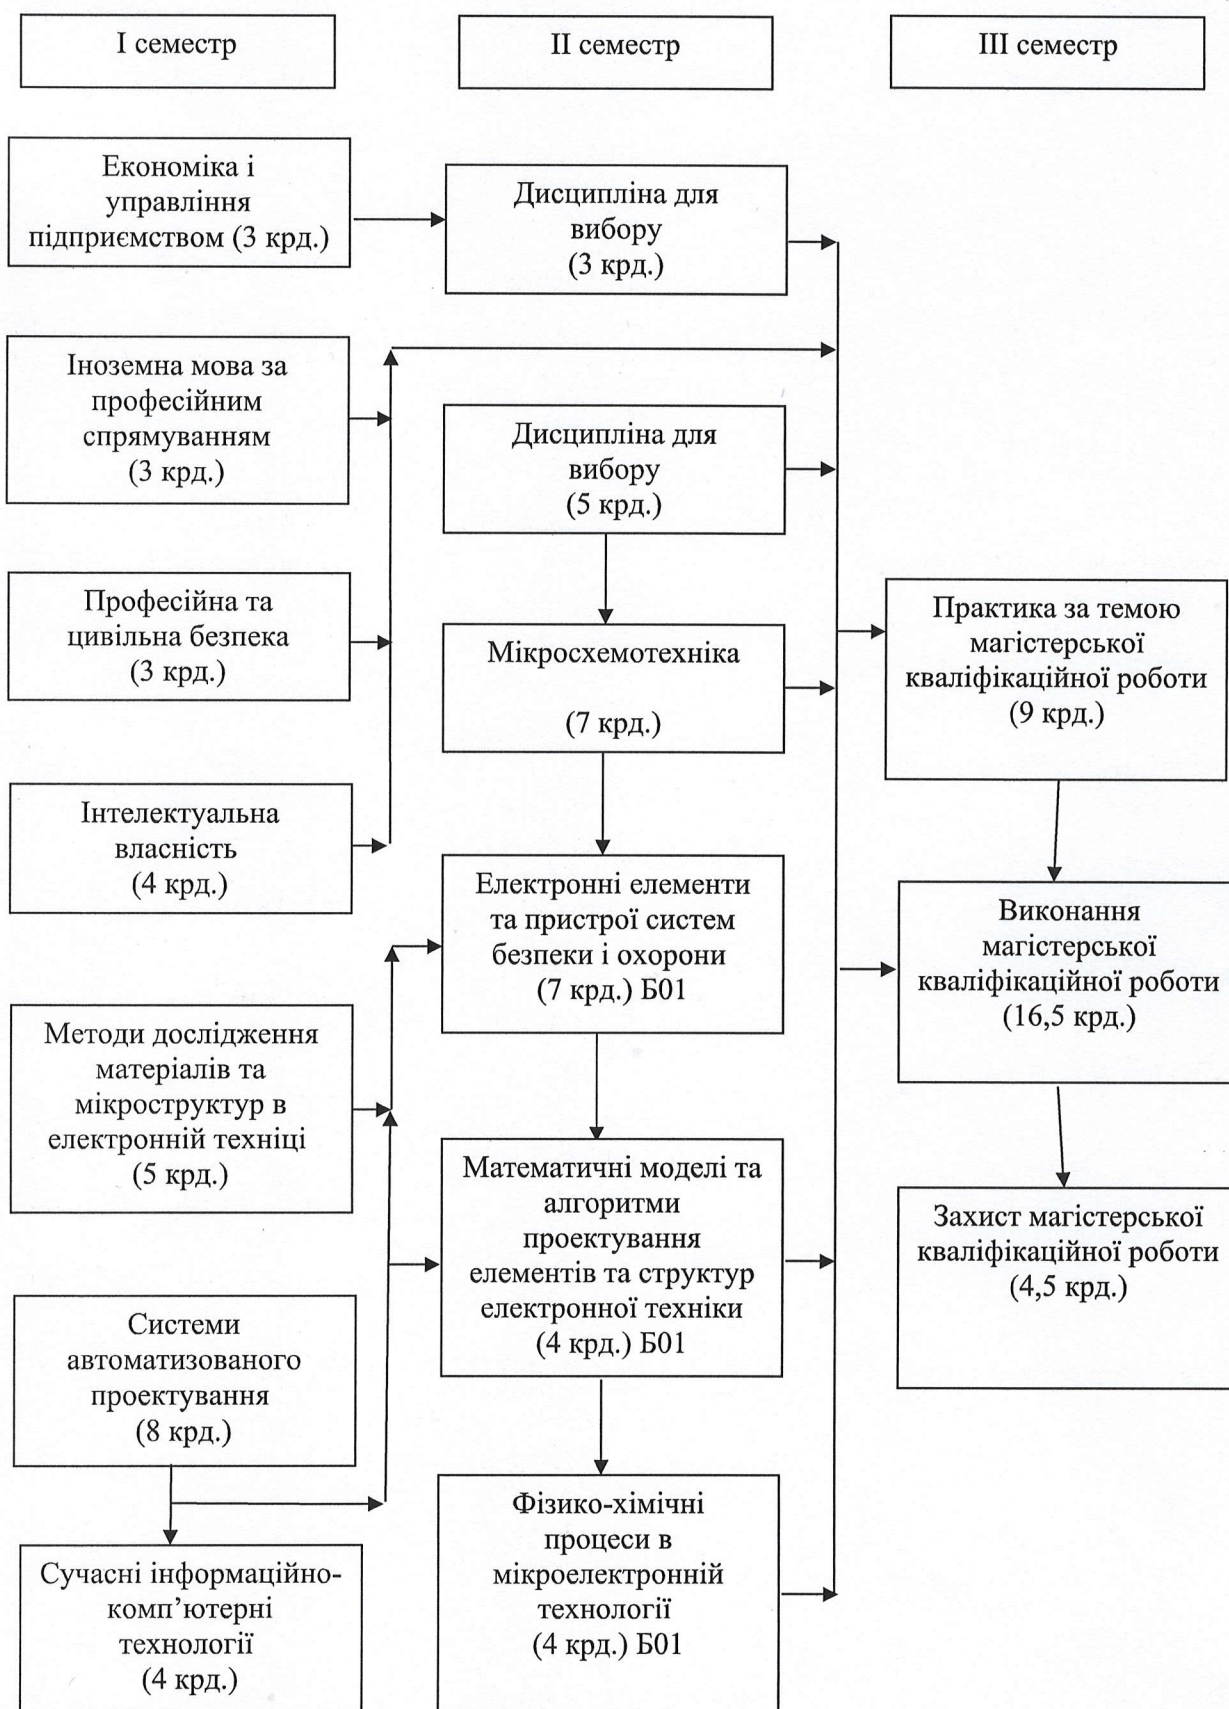 І семестр
ІІ семестр
ІІІ семестр
Економіка і
управління
підприємством (3 крд.)
Іноземна мова за
професійним
спрямуванням
(3 крд.)
Професійна та
цивільна безпека
(3 крд.)
Інтелектуальна
власність
(4 крд.)
Методи дослідження
матеріалів та
мікроструктур в
електронній техніці
(5 крд.)
Системи
автоматизованого
проектування
(8 крд.)
Сучасні інформаційно-
комп’ютерні
технології
(4 крд.)
Дисципліна для
вибору
(3 крд.)
Дисципліна для
вибору
(5 крд.)
Мікросхемотехніка
(7 крд.)
Електронні елементи
та пристрої систем
безпеки і охорони
(7 крд.) Б01
Математичні моделі та
алгоритми
проектування
елементів та структур
електронної техніки
(4 крд.) Б01
Фізико-хімічні
процеси в
мікроелектронній
технології
(4 крд.) Б01
Практика за темою
магістерської
кваліфікаційної роботи
(9 крд.)
Виконання
магістерської
кваліфікаційної роботи
(16,5 крд.)
Захист магістерської
кваліфікаційної роботи
(4,5 крд.)